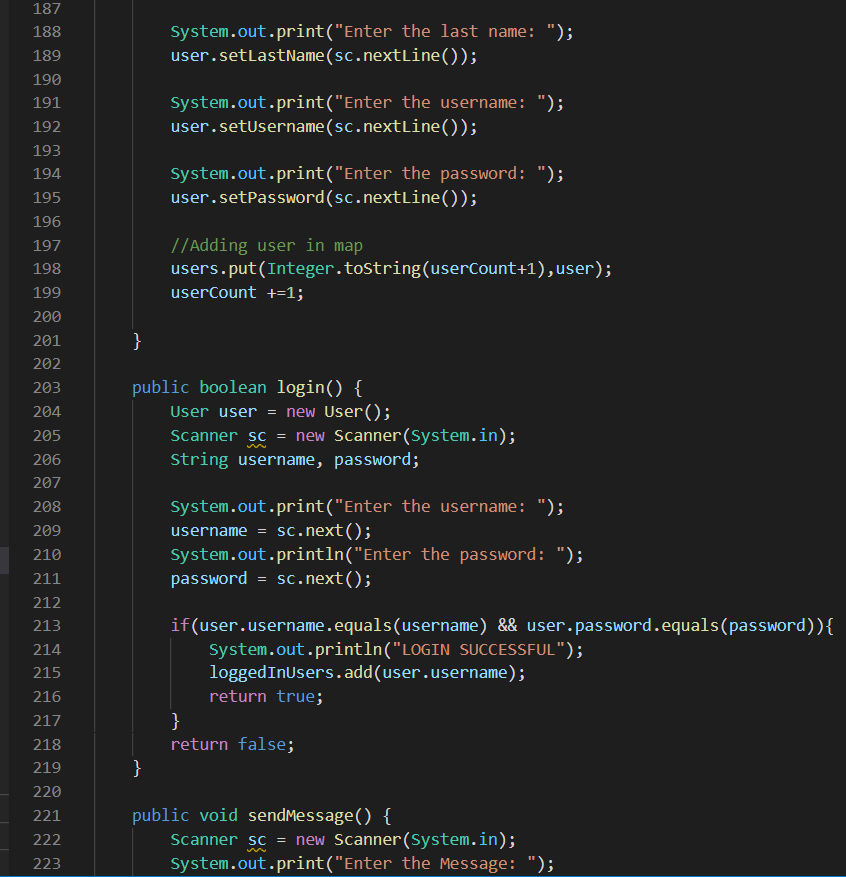 187
188 System.out.print("Enter the last name: ");
189 user.setLastName(sc.nextLine());
190
191 System.out.print("Enter the username: ");
192 user.setUsername(sc.nextLine());
193
194 System.out.print("Enter the password: ");
195 user.setPassword(sc.nextLine());
196
197 //Adding user in map
198 users.put(Integer.toString(userCount+1),user);
199 userCount +=1;
200
201 }
202
203 public boolean login() {
204 User user = new User();
205 Scanner sc = new Scanner(System.in);
206 String username, password;
207
208 System.out.print("Enter the username: ");
209 username = sc.next();
210 System.out.println("Enter the password: ");
211 password = sc.next();
212
213 if(user.username.equals(username) && user.password.equals(password)){
214 System.out.println("LOGIN SUCCESSFUL");
215 loggedInUsers.add(user.username);
216 return true;
217 }
218 return false;
219 }
220
221 public void sendMessage() {
222 Scanner sc = new Scanner(System.in);
223 System.out.print("Enter the Message: ");